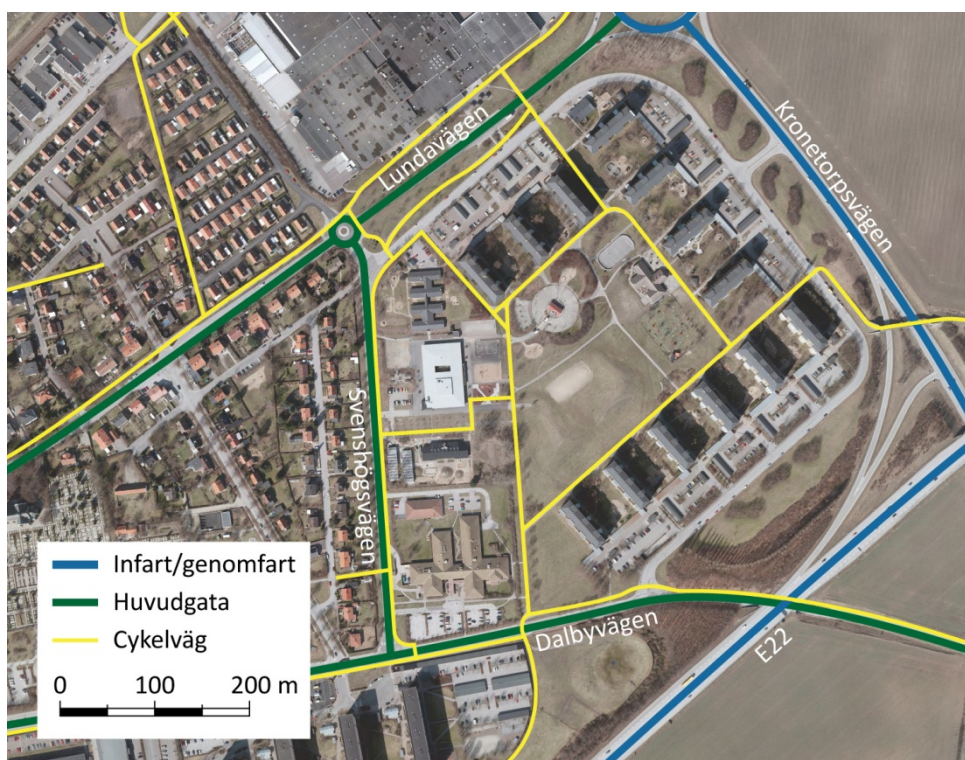 Lundavägen
Kronetorpsvägen
Svenshögsvägen
Dalbyvägen
E22
Infart/genomfart
Huvudgata
Cykelväg
0 100 200 m